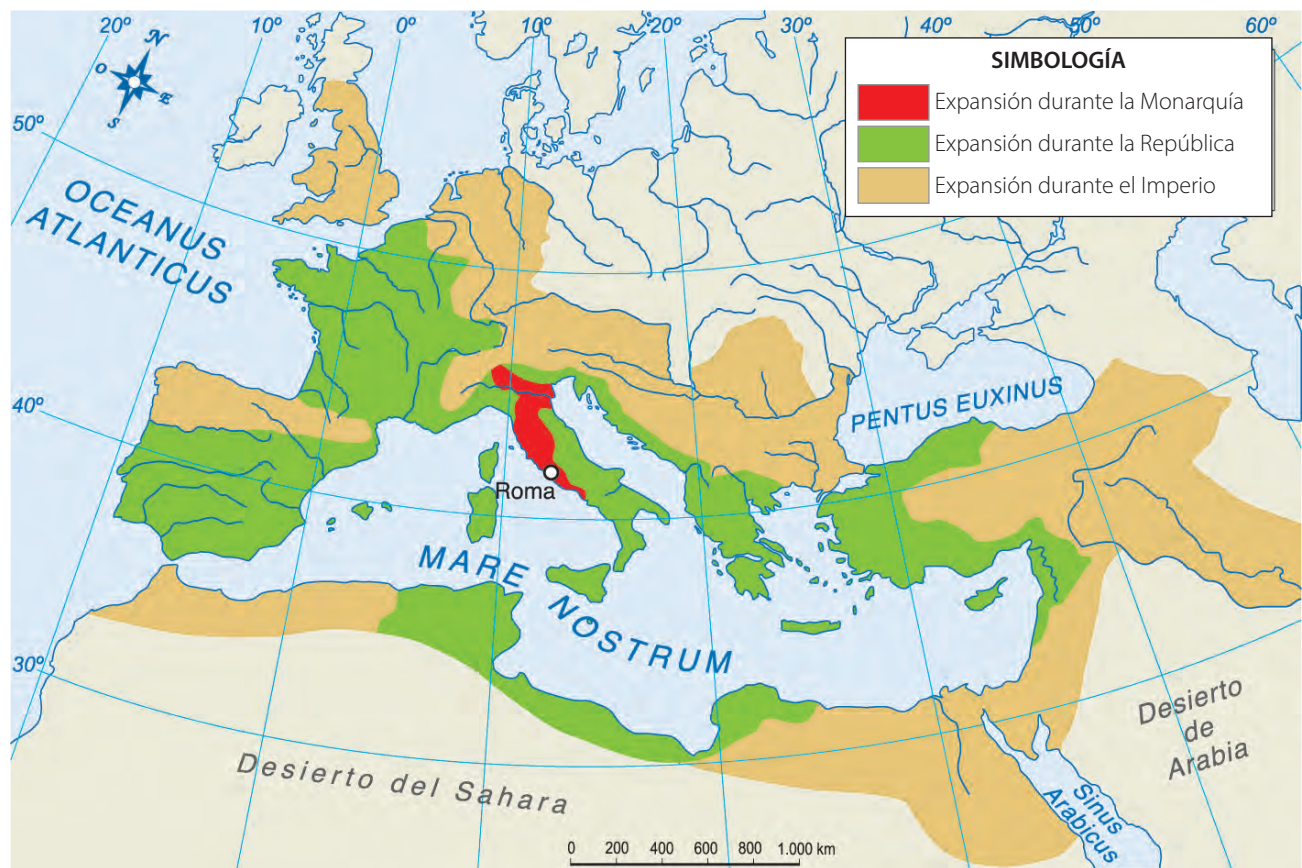 20º
10º
0º
10º
20º
30º
40º
50º
60º
N
O
E
S
SIMBOLOGÍA
Expansión durante la Monarquía
Expansión durante la República
Expansión durante el Imperio
50º
OCEANUS
ATLANTICUS
40º
PENTUS EUXINUS
Roma
MARE
NOSTRUM
30º
Desierto
de
Arabia
Desierto del Sahara
Sinus
Arabicus
0 200 400 600 800 1.000 km